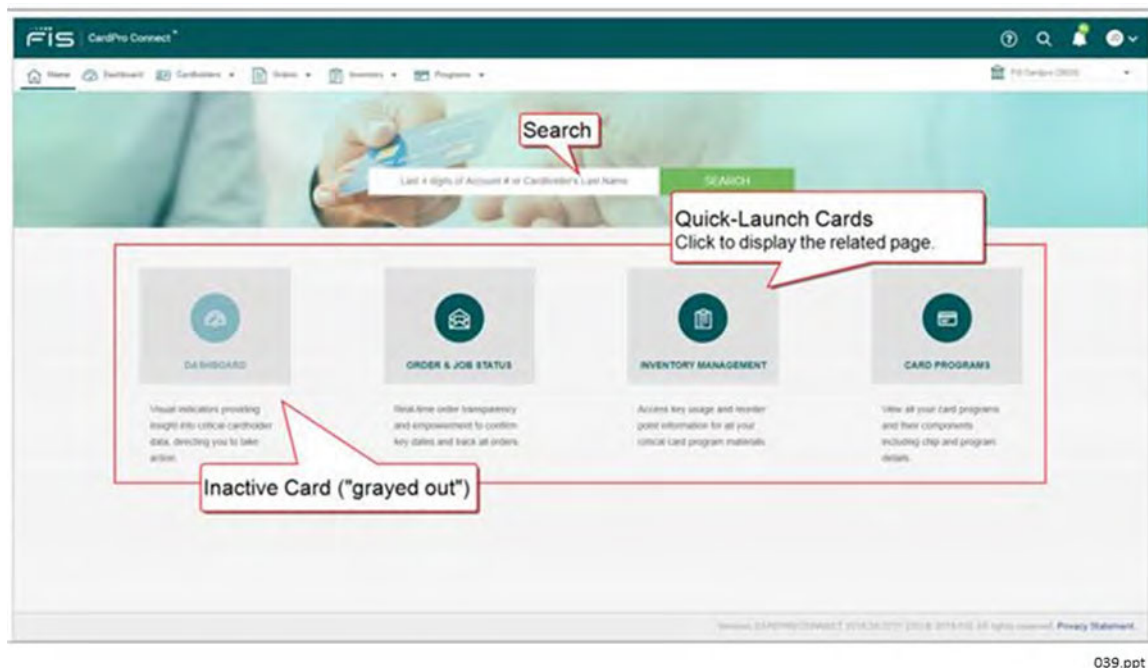 FIS CardPro Connect
Home Dashboard Cardholders Orders Inventory Programs
Search
Last 4 digits of Account # or Cardholder's Last Name SEARCH
Quick-Launch Cards
Click to display the related page.
DASHBOARD
Visual indicators providing
insight into critical cardholder
data, directing you to take
action.
ORDER & JOB STATUS
Real-time order transparency
and empowerment to confirm
key dates and track all orders.
INVENTORY MANAGEMENT
Access key usage and reorder
point information for all your
critical card program materials.
CARD PROGRAMS
View all your card programs
and their components
including chip and program
details.
Inactive Card ("grayed out")
All rights reserved. Privacy Statement.
039.ppt